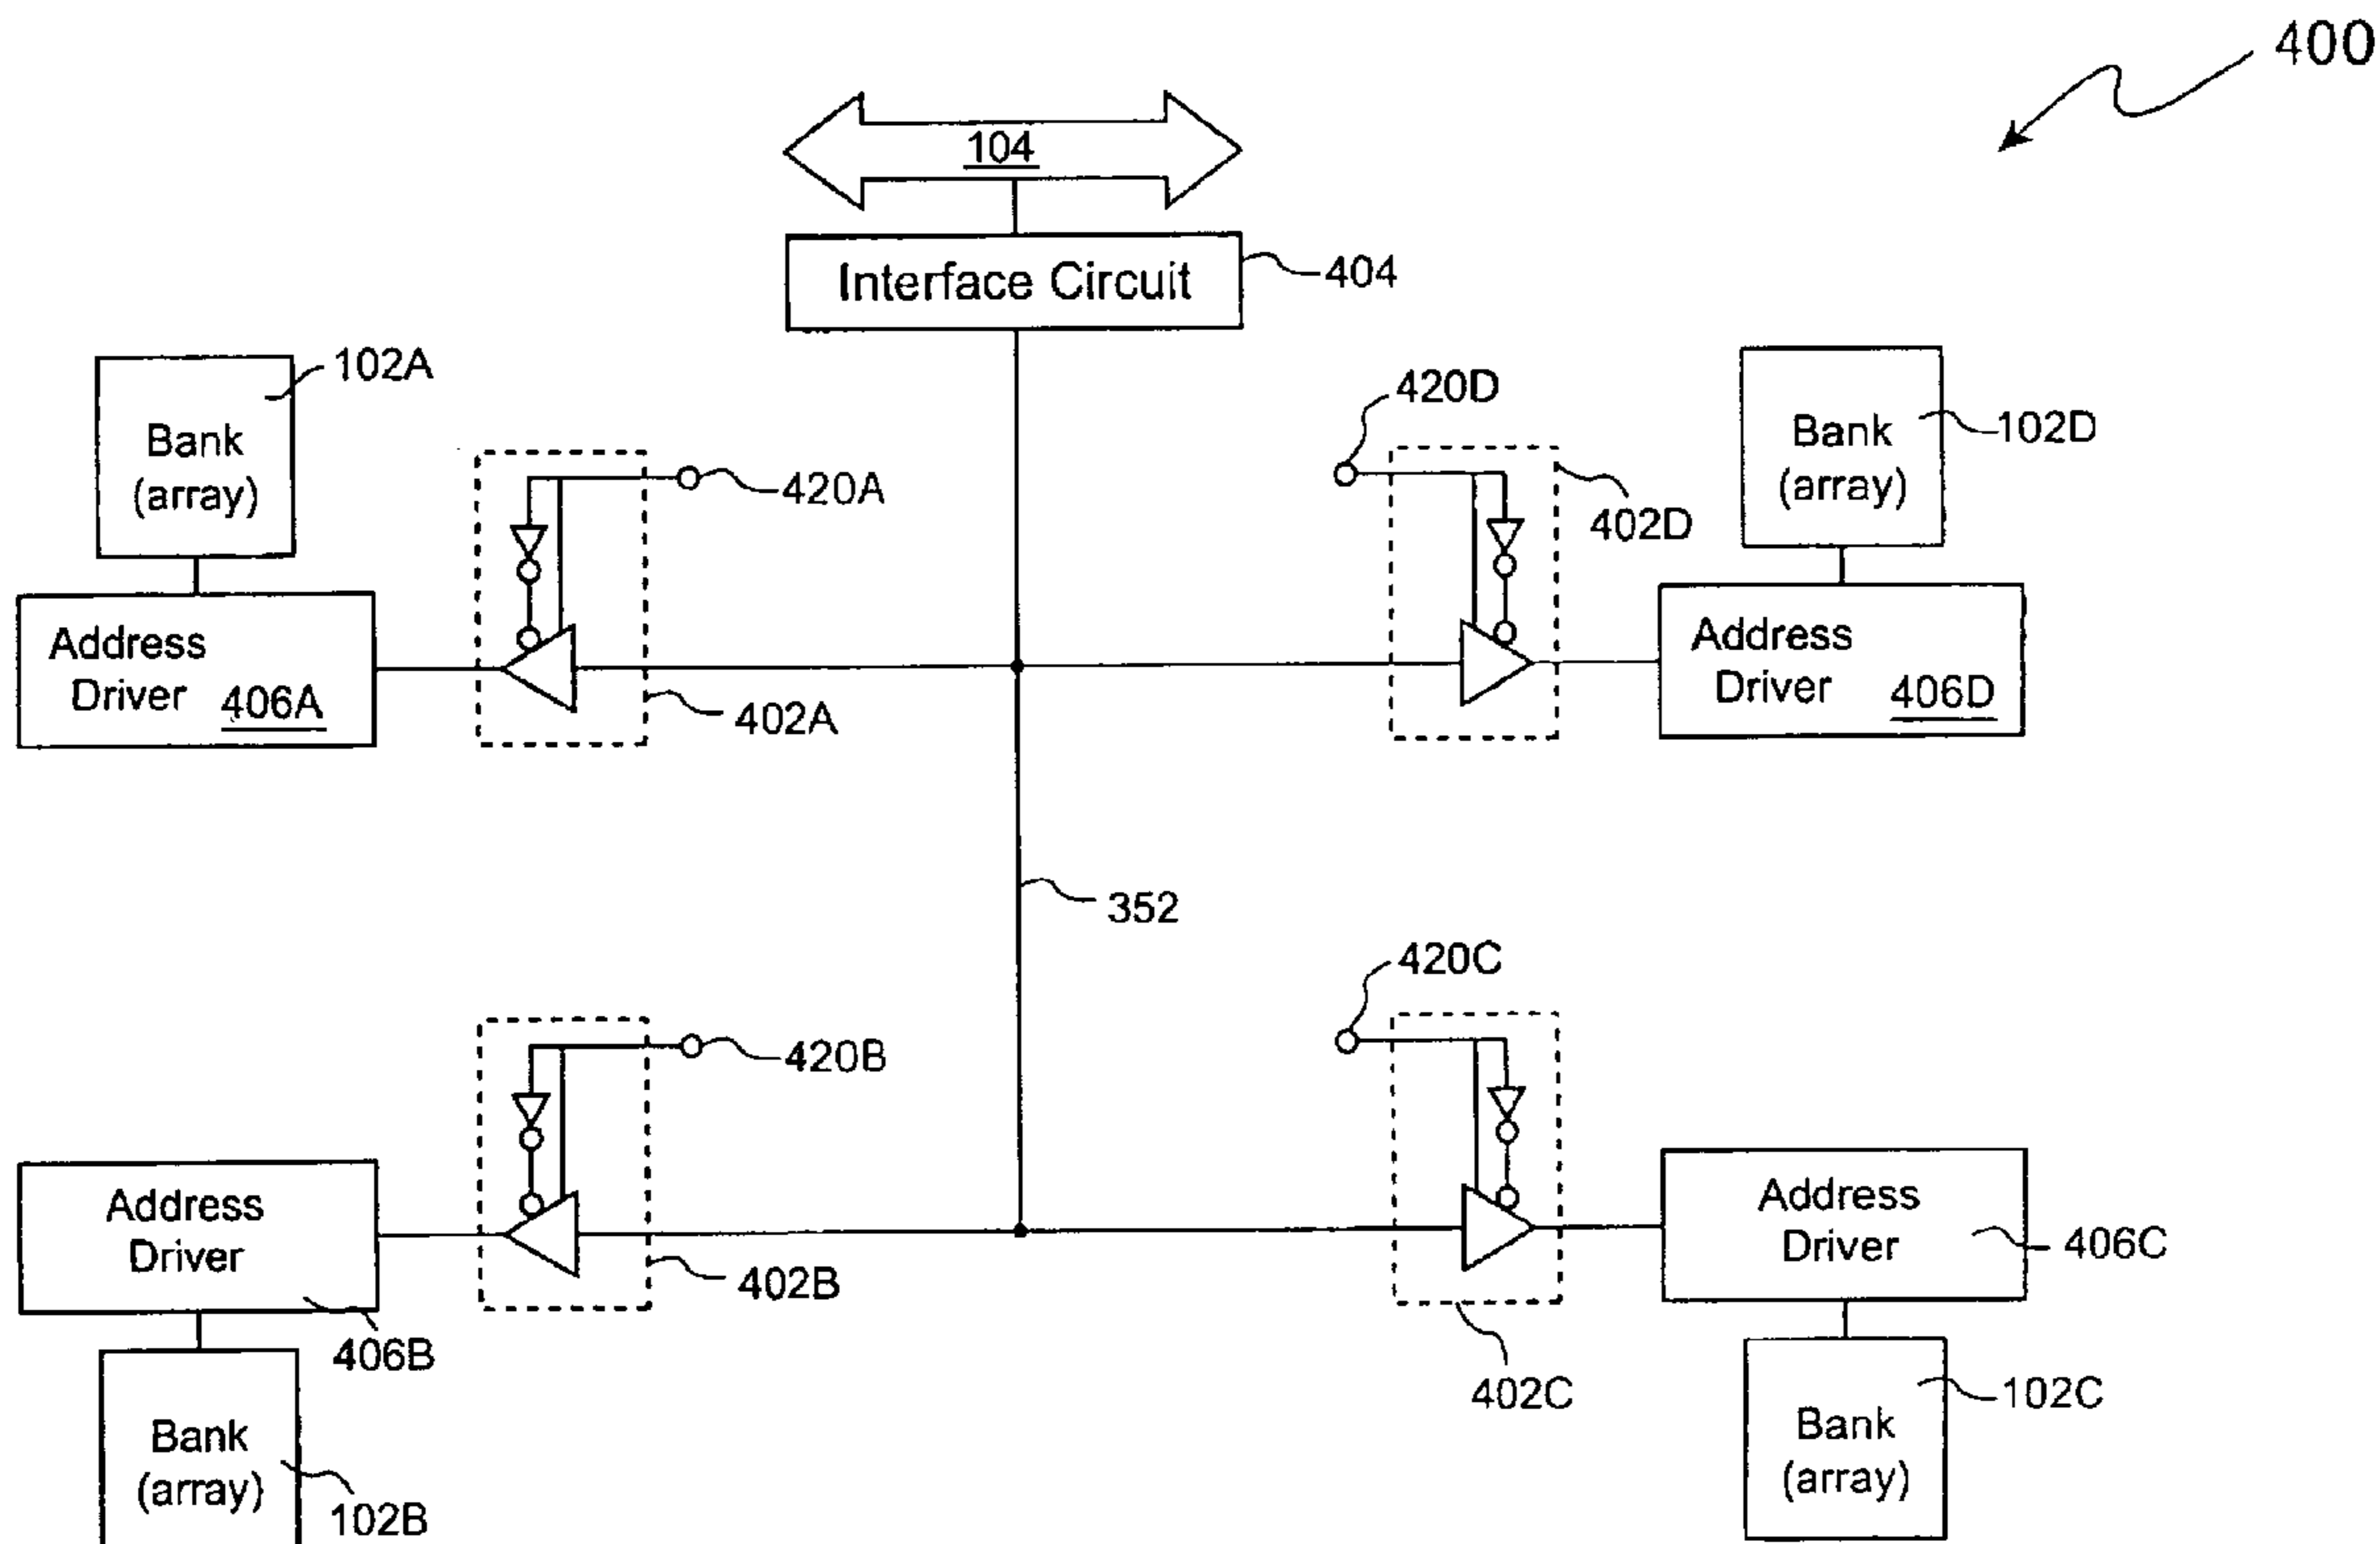 400
104
Interface Circuit
404
102A
Bank
(array)
420A
420D
Bank
(array)
102D
402D
Address
Driver
406A
402A
Address
Driver
406D
352
420C
420B
Address
Driver
406B
402B
Address
Driver
406C
402C
Bank
(array)
102B
Bank
(array)
102C